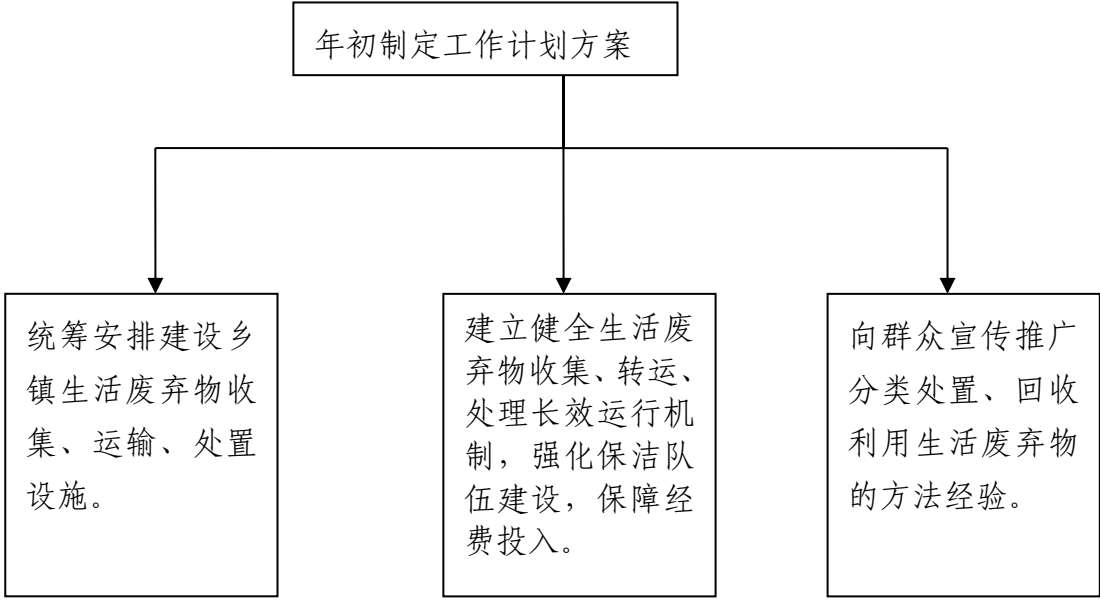 年初制定工作计划方案
统筹安排建设乡
镇生活废弃物收
集、运输、处置
设施。
建立健全生活废
弃物收集、转运、
处理长效运行机
制，强化保洁队
伍建设，保障经
费投入。
向群众宣传推广
分类处置、回收
利用生活废弃物
的方法经验。